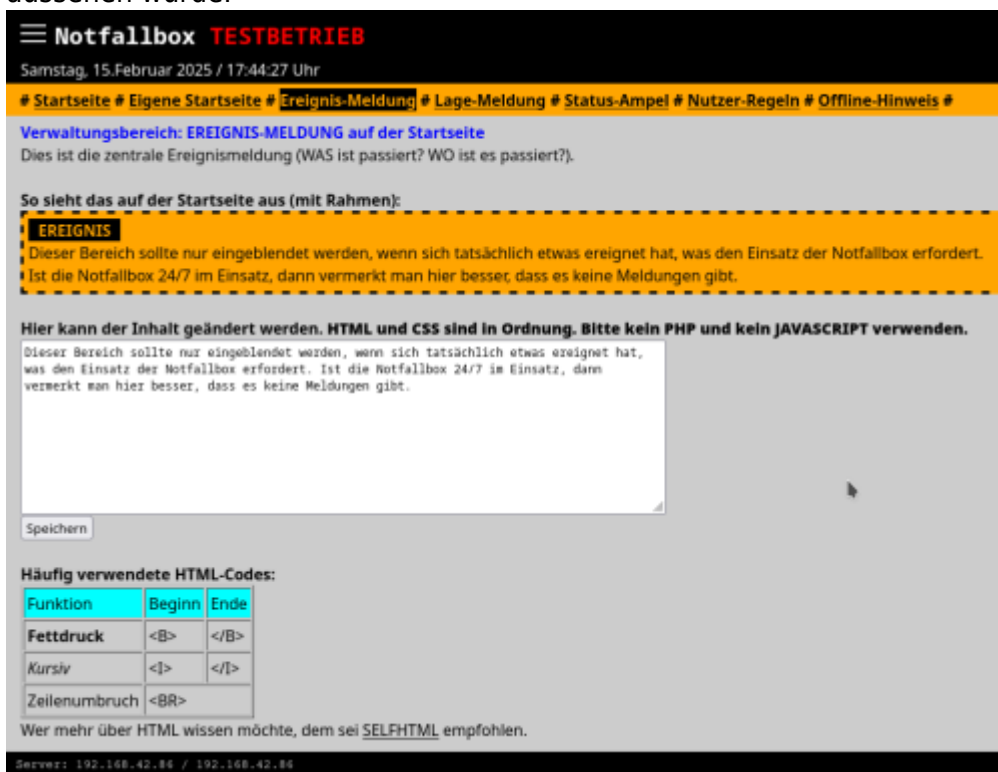 aussehen würde.
Notfallbox TESTBETRIEB
Samstag, 15.Februar 2025 / 17:44:27 Uhr
# Startseite # Eigene Startseite # Ereignis-Meldung # Lage-Meldung # Status-Ampel # Nutzer-Regeln # Offline-Hinweis #
Verwaltungsbereich: EREIGNIS-MELDUNG auf der Startseite
Dies ist die zentrale Ereignismeldung (WAS ist passiert? WO ist es passiert?).
So sieht das auf der Startseite aus (mit Rahmen):
EREIGNIS
Dieser Bereich sollte nur eingeblendet werden, wenn sich tatsächlich etwas ereignet hat, was den Einsatz der Notfallbox erfordert.
Ist die Notfallbox 24/7 im Einsatz, dann vermerkt man hier besser, dass es keine Meldungen gibt.
Hier kann der Inhalt geändert werden. HTML und CSS sind in Ordnung. Bitte kein PHP und kein JAVASCRIPT verwenden.
Dieser Bereich sollte nur eingeblendet werden, wenn sich tatsächlich etwas ereignet hat,
was den Einsatz der Notfallbox erfordert. Ist die Notfallbox 24/7 im Einsatz, dann
vermerkt man hier besser, dass es keine Meldungen gibt.
Speichern
Häufig verwendete HTML-Codes:
Funktion Beginn Ende
Fettdruck <B> </B>
Kursiv <I> </I>
Zeilenumbruch <BR>
Wer mehr über HTML wissen möchte, dem sei SELFHTML empfohlen.
Server: 192.168.42.86 / 192.168.42.86